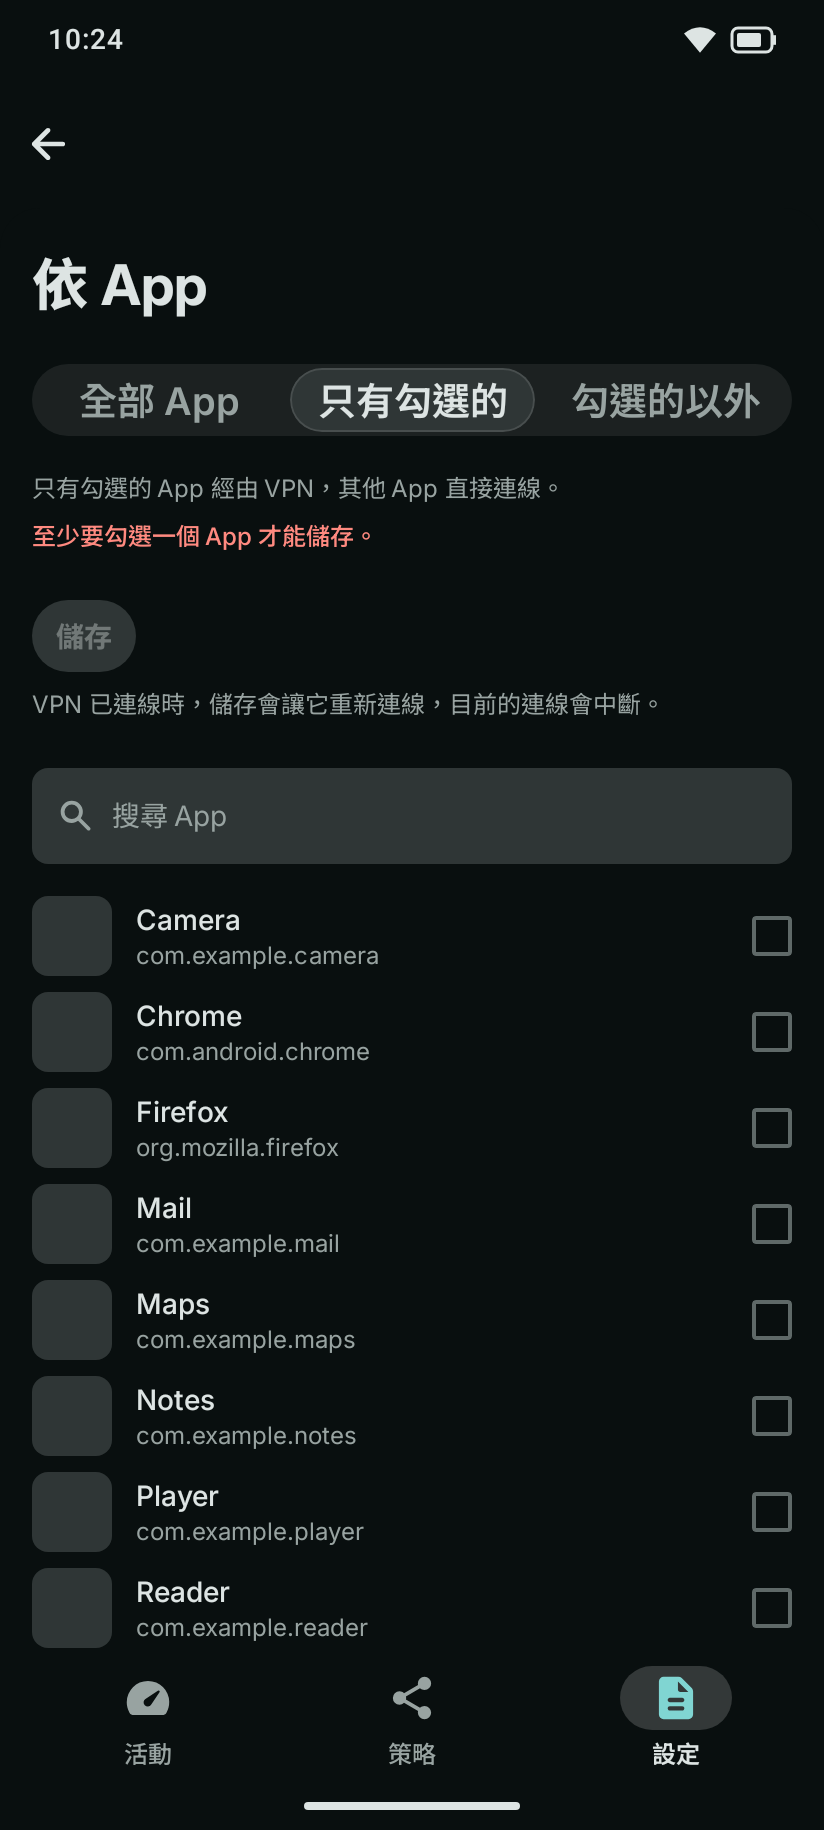 10:24
依 App
全部 App
只有勾選的
勾選的以外
只有勾選的 App 經由 VPN，其他 App 直接連線。
至少要勾選一個 App 才能儲存。
儲存
VPN 已連線時，儲存會讓它重新連線，目前的連線會中斷。
搜尋 App
Camera
com.example.camera
Chrome
com.android.chrome
Firefox
org.mozilla.firefox
Mail
com.example.mail
Maps
com.example.maps
Notes
com.example.notes
Player
com.example.player
Reader
com.example.reader
活動
策略
設定